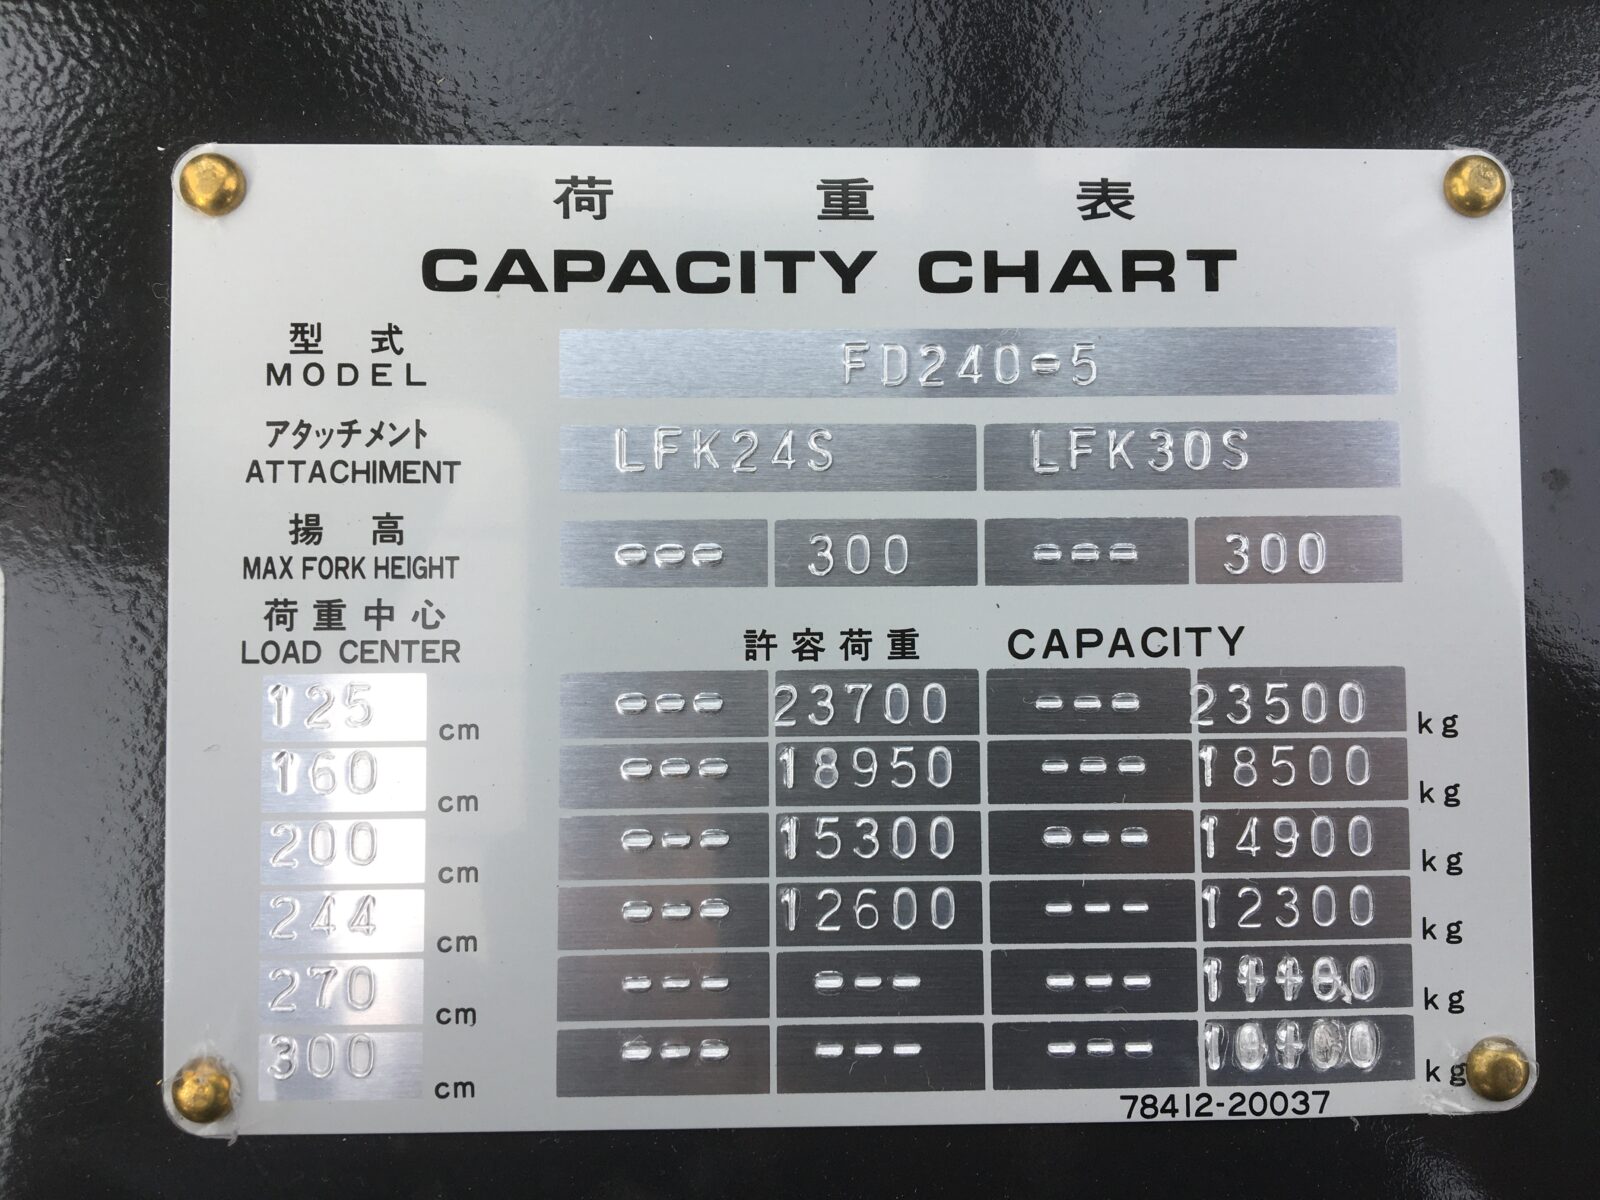 荷重表
CAPACITY CHART
型式
MODEL
FD240-5
アタッチメント
ATTACHIMENT
LFK24S LFK30S
揚高
MAX FORK HEIGHT
--- 300 --- 300
荷重中心
LOAD CENTER
許容荷重 CAPACITY
125 cm --- 23700 --- 23500 kg
160 cm --- 18950 --- 18500 kg
200 cm --- 15300 --- 14900 kg
244 cm --- 12600 --- 12300 kg
270 cm --- --- --- kg
300 cm --- --- --- kg
78412-20037